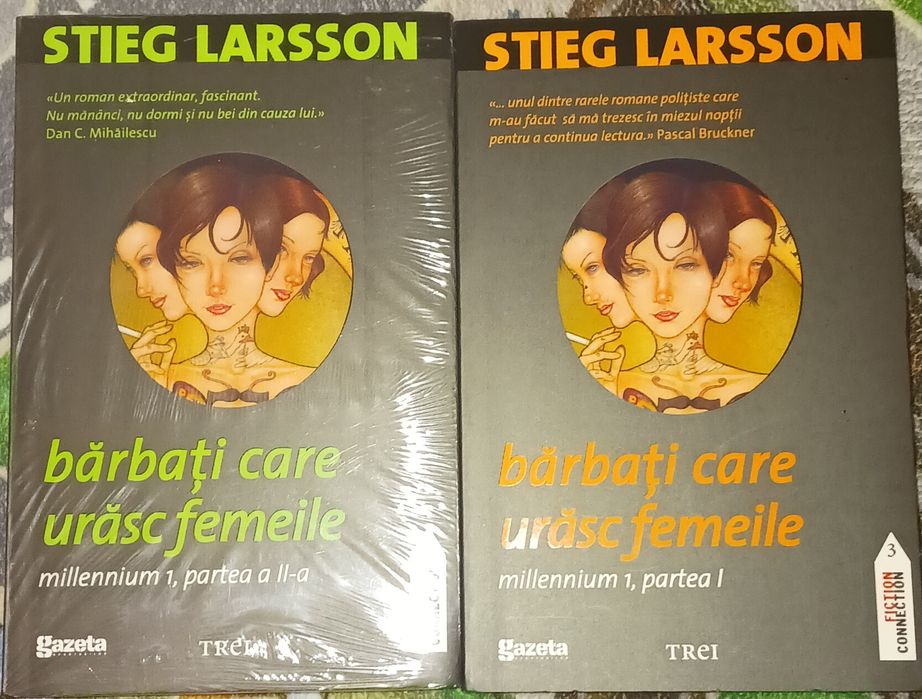 STIEG LARSSON
«Un roman extraordinar, fascinant.
Nu mănânci, nu dormi și nu bei din cauza lui.»
Dan C. Mihăilescu
bărbați care
urăsc femeile
millennium 1, partea a II-a
gazeta
TREI
STIEG LARSSON
«... unul dintre rarele romane polițiste care
m-au făcut să mă trezesc în miezul nopții
pentru a continua lectura.» Pascal Bruckner
bărbați care
urăsc femeile
millennium 1, partea I
gazeta
TREI
3
FICTION
CONNECTION